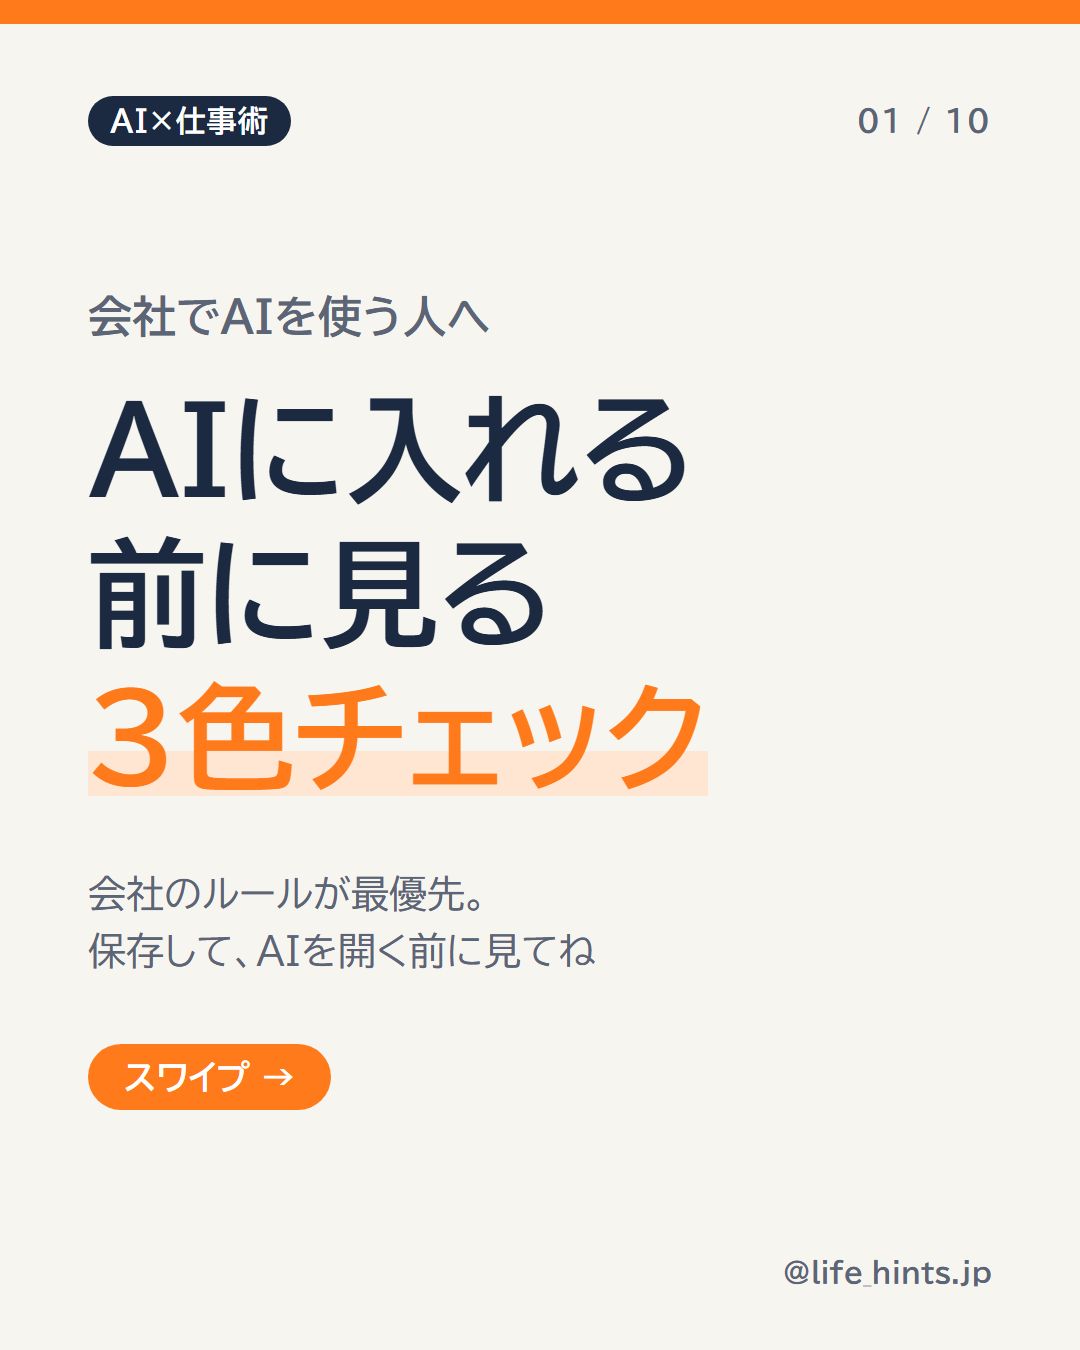 AI×仕事術
01 / 10
会社でAIを使う人へ
AIに入れる
前に見る
3色チェック
会社のルールが最優先。
保存して、AIを開く前に見てね
スワイプ →
@life_hints.jp